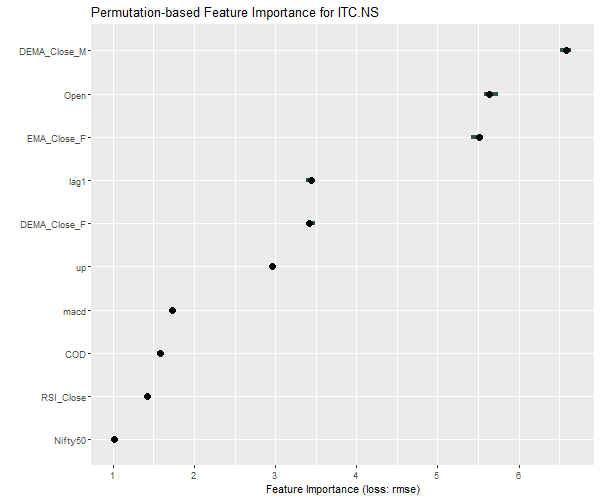 Permutation-based Feature Importance for ITC.NS
DEMA_Close_M
Open
EMA_Close_F
lag1
DEMA_Close_F
up
macd
COD
RSI_Close
Nifty50
1 2 3 4 5 6
Feature Importance (loss: rmse)